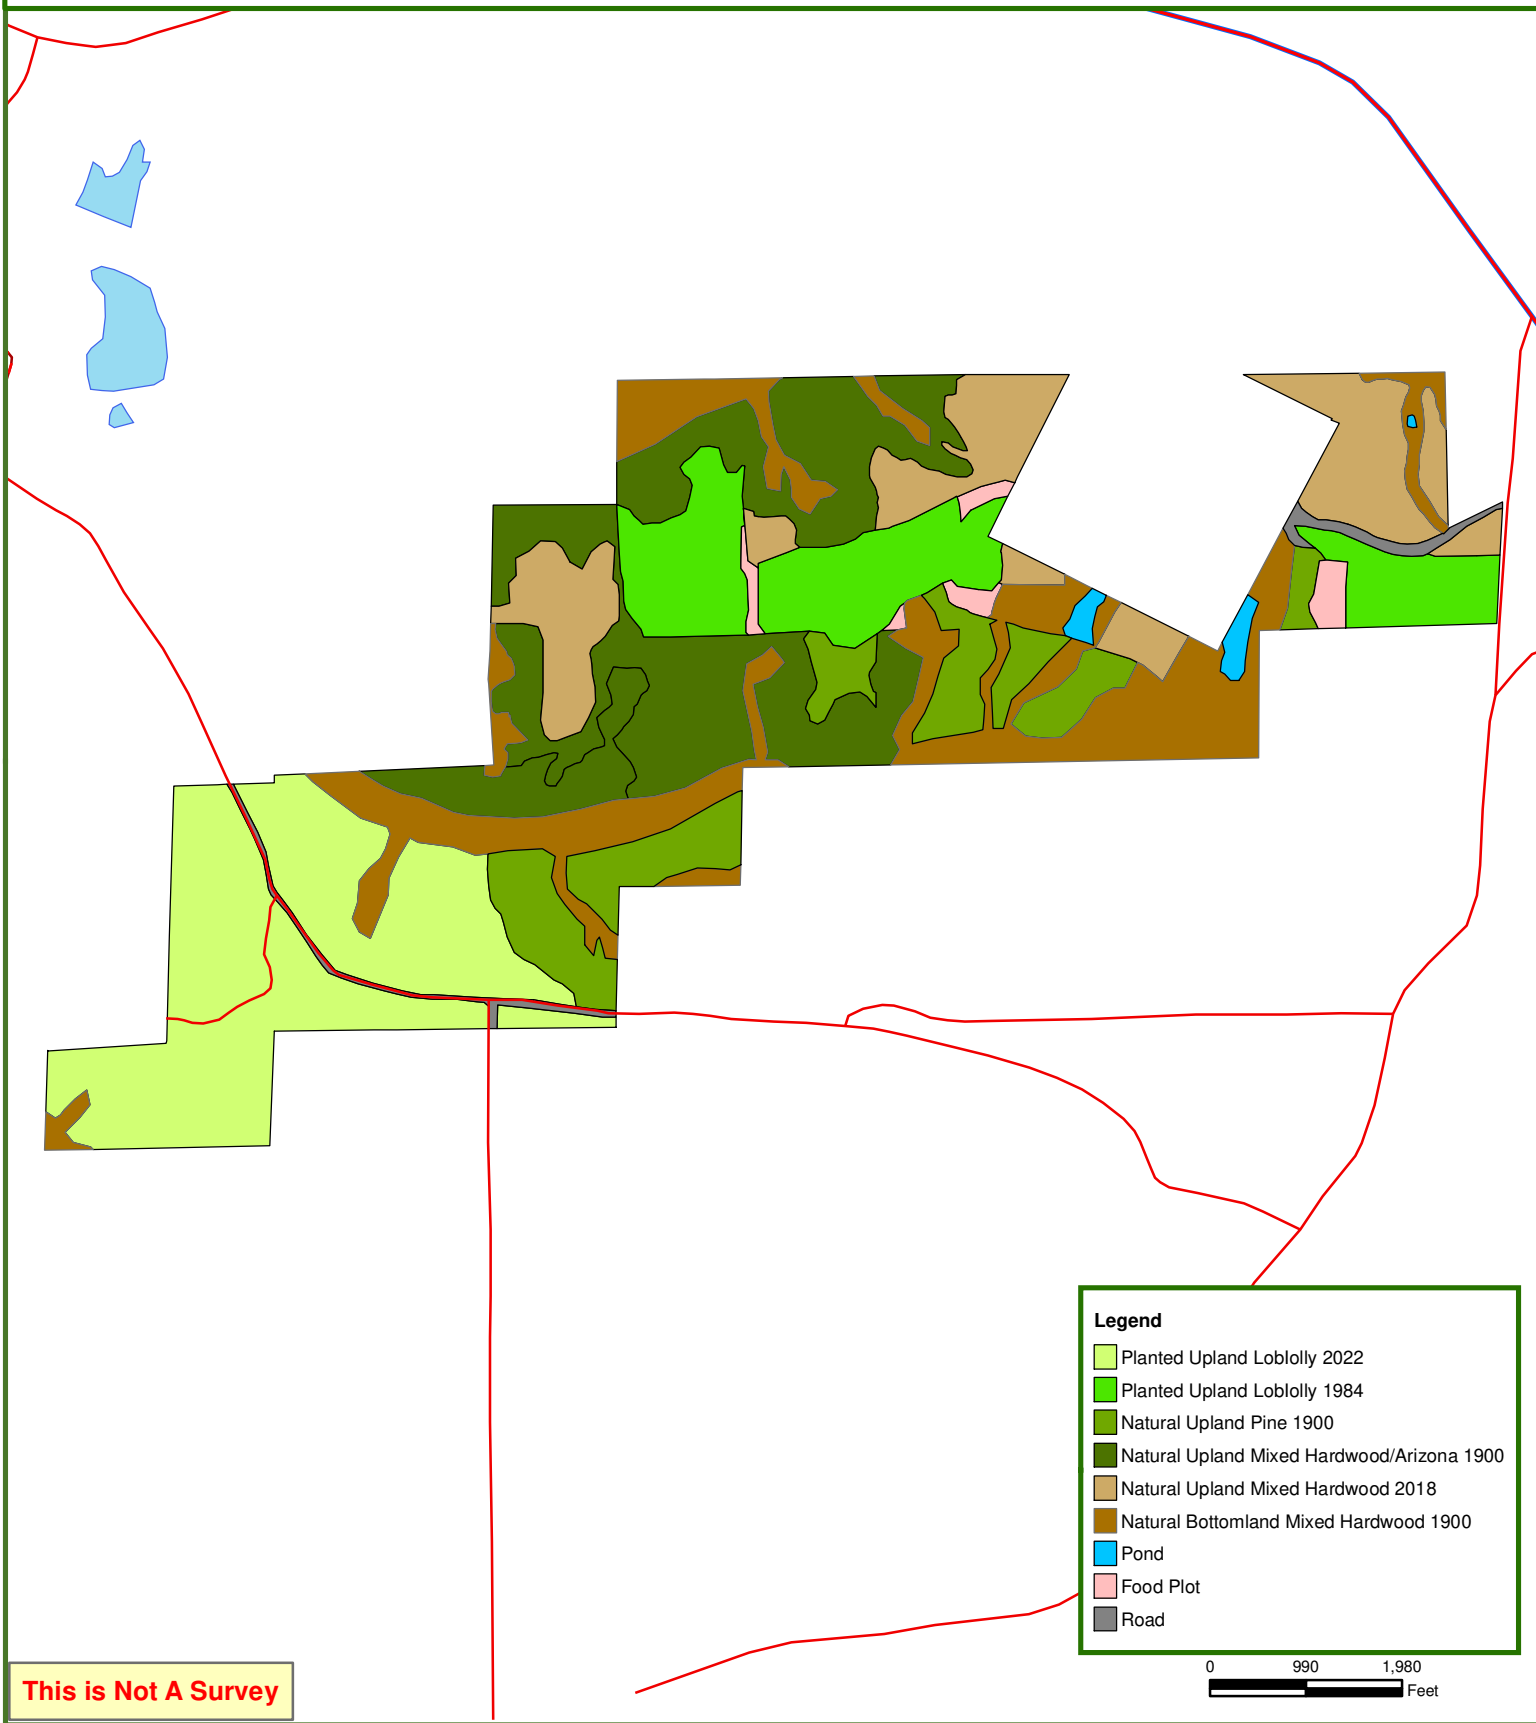 Legend
Planted Upland Loblolly 2022
Planted Upland Loblolly 1984
Natural Upland Pine 1900
Natural Upland Mixed Hardwood/Arizona 1900
Natural Upland Mixed Hardwood 2018
Natural Bottomland Mixed Hardwood 1900
Pond
Food Plot
Road
0 990 1,980
Feet
This is Not A Survey